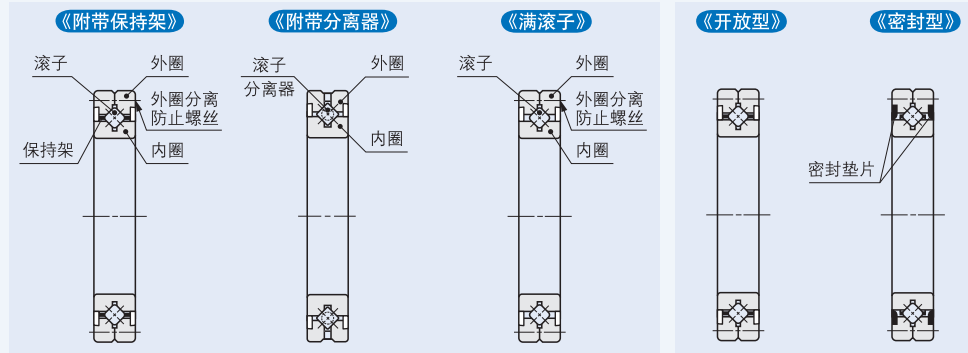 《附带保持架》
滚子
外圈
外圈分离
防止螺丝
保持架
内圈
《附带分离器》
滚子
分离器
外圈
内圈
《满滚子》
滚子
外圈
外圈分离
防止螺丝
内圈
《开放型》
《密封型》
密封垫片